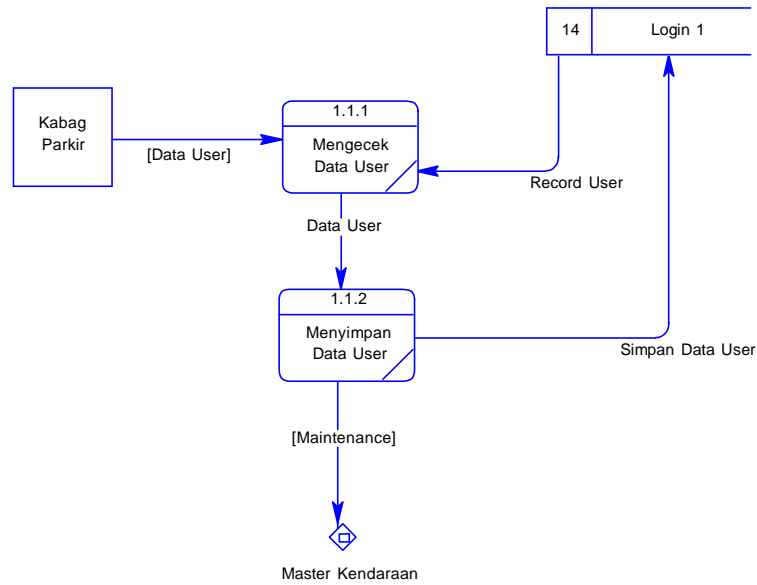 14 Login 1
Kabag
Parkir
[Data User]
1.1.1
Mengecek
Data User
Record User
Data User
1.1.2
Menyimpan
Data User
Simpan Data User
[Maintenance]
Master Kendaraan